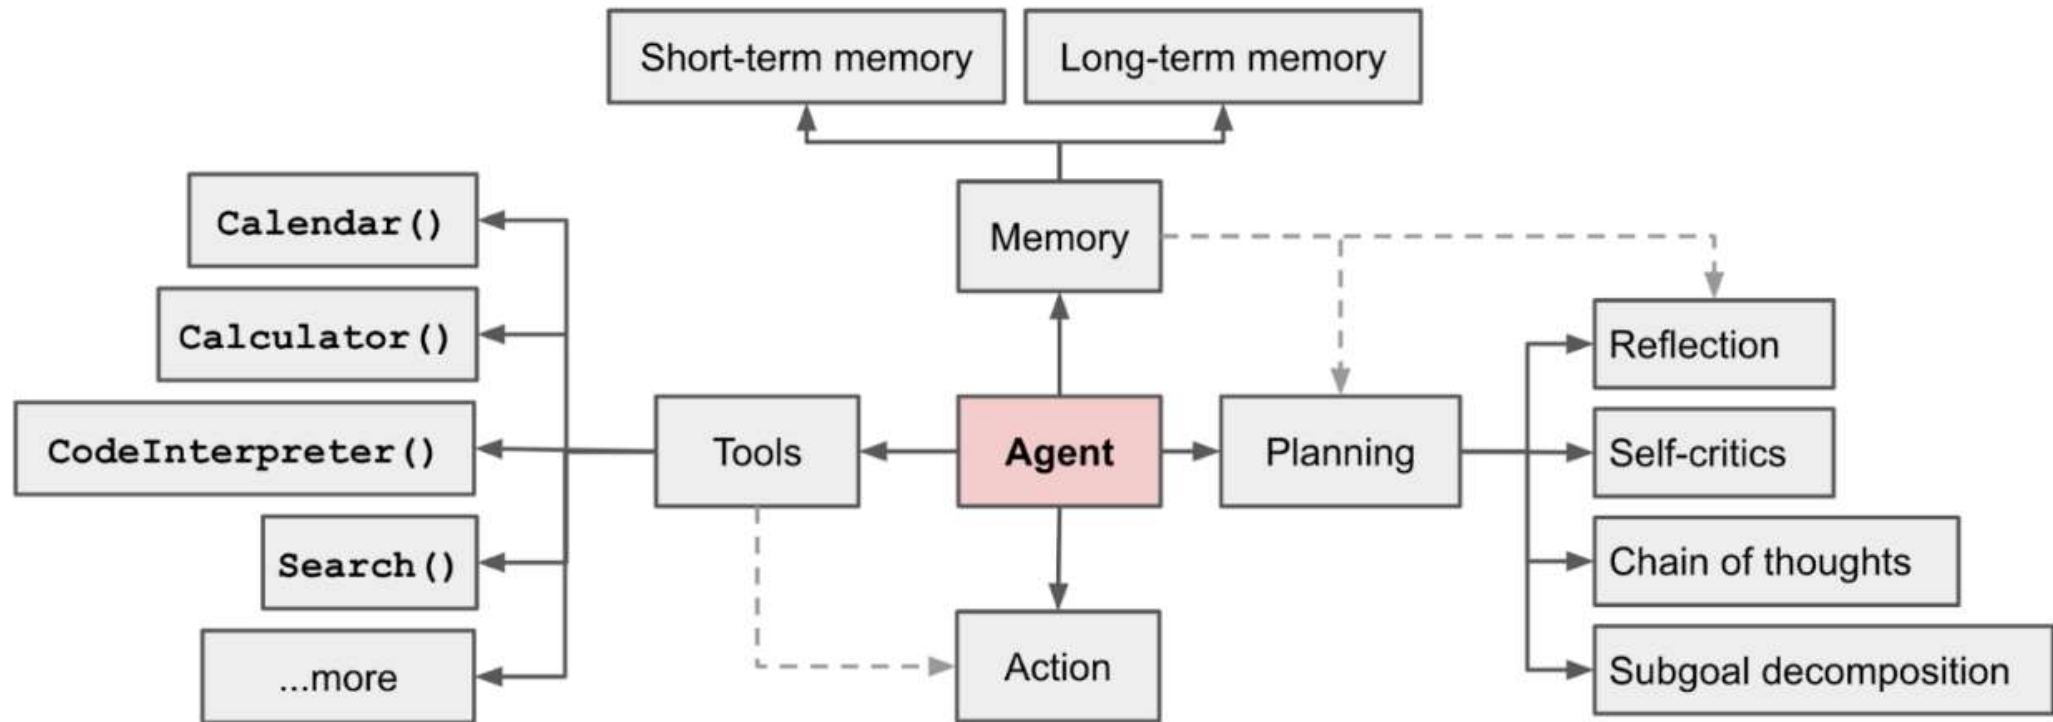 Short-term memory
Long-term memory
Calendar()
Memory
Calculator()
Reflection
CodeInterpreter()
Tools
Agent
Planning
Self-critics
Search()
Chain of thoughts
...more
Action
Subgoal decomposition